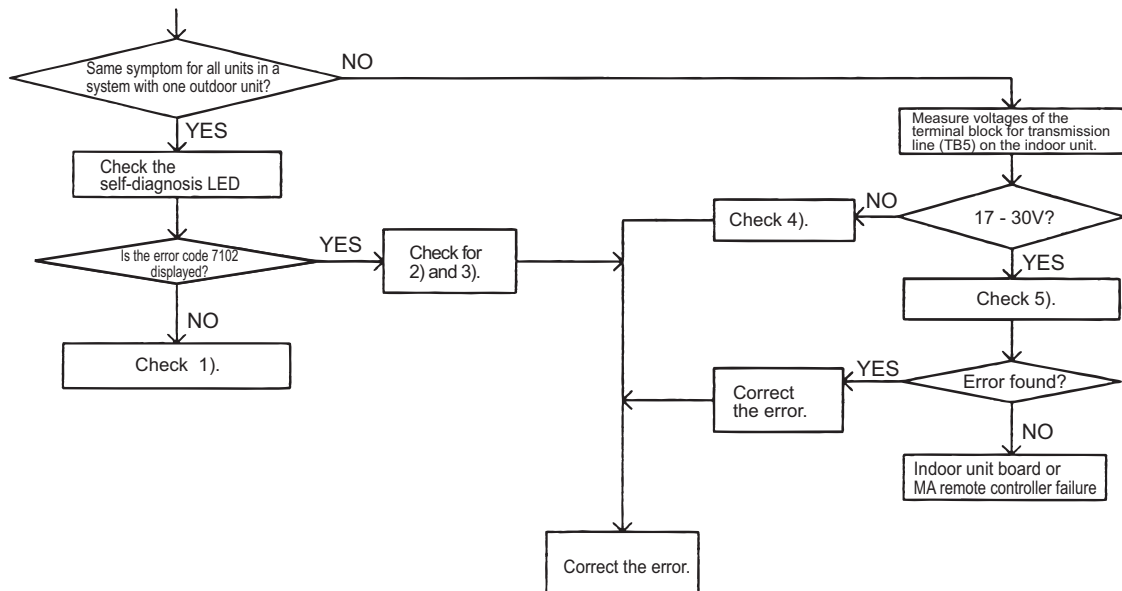 Same symptom for all units in a
system with one outdoor unit?
NO
YES
Check the
self-diagnosis LED
Is the error code 7102
displayed?
YES
Check for
2) and 3).
NO
Check 1).
Measure voltages of the
terminal block for transmission
line (TB5) on the indoor unit.
17 - 30V?
NO
Check 4).
YES
Check 5).
Error found?
YES
Correct
the error.
NO
Indoor unit board or
MA remote controller failure
Correct the error.